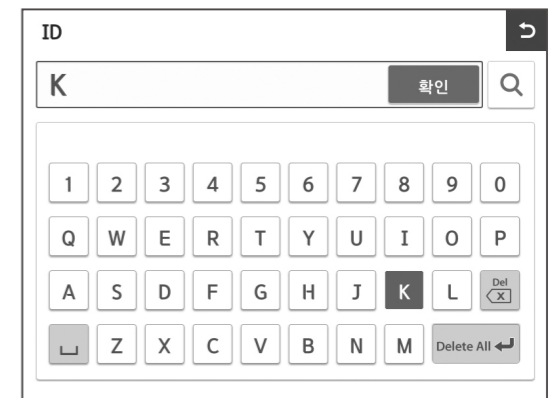 ID
K 확인
1 2 3 4 5 6 7 8 9 0
Q W E R T Y U I O P
A S D F G H J K L Del X
Z X C V B N M Delete All